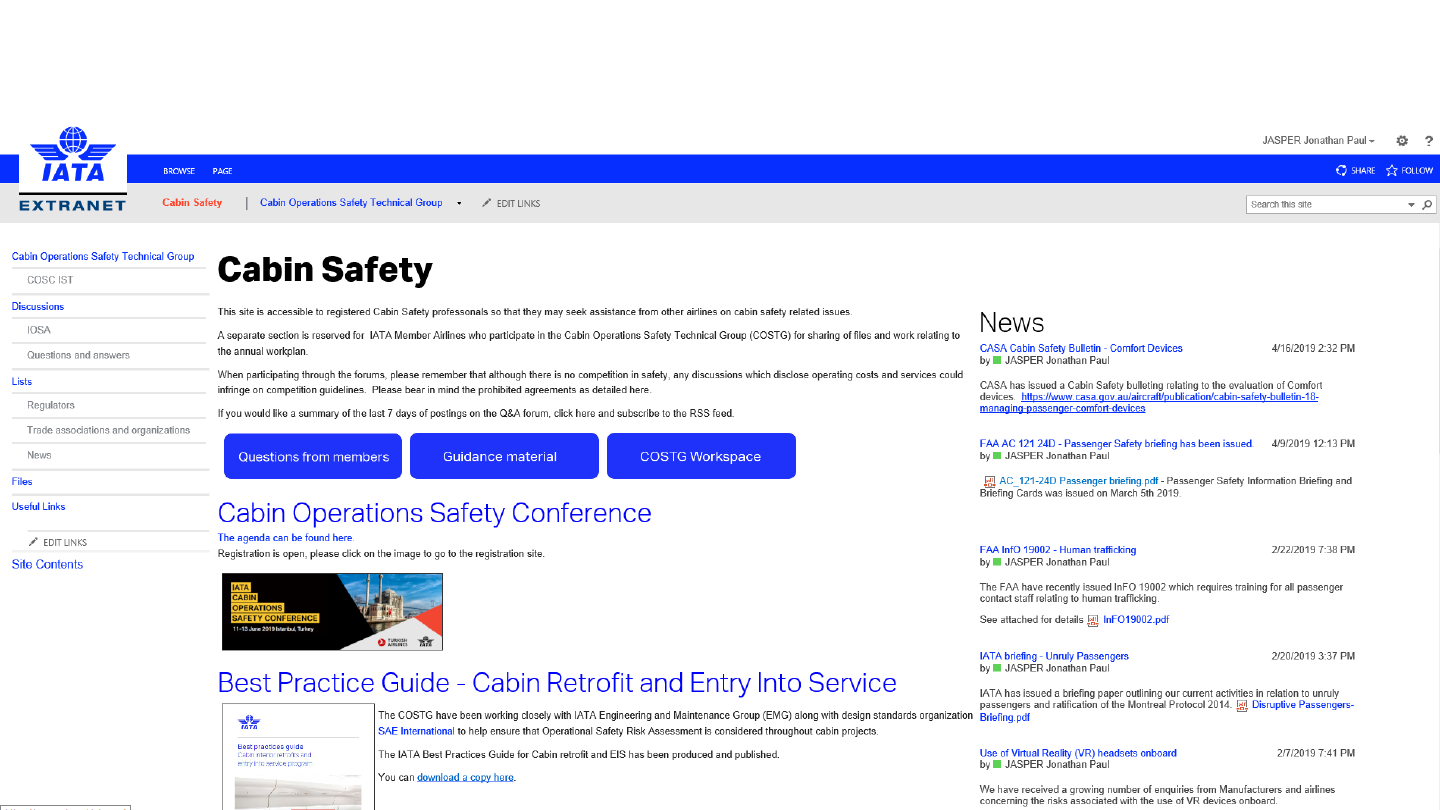 JASPER Jonathan Paul
?
IATA
EXTRANET
BROWSE PAGE
SHARE FOLLOW
Cabin Safety | Cabin Operations Safety Technical Group
EDIT LINKS
Search this site
Cabin Operations Safety Technical Group
COSC IST
Discussions
IOSA
Questions and answers
Lists
Regulators
Trade associations and organizations
News
Files
Useful Links
EDIT LINKS
Site Contents
Cabin Safety
This site is accessible to registered Cabin Safety professonals so that they may seek assistance from other airlines on cabin safety related issues.
A separate section is reserved for IATA Member Airlines who participate in the Cabin Operations Safety Technical Group (COSTG) for sharing of files and work relating to
the annual workplan.
When participating through the forums, please remember that although there is no competition in safety, any discussions which disclose operating costs and services could
infringe on competition guidelines. Please bear in mind the prohibited agreements as detailed here.
If you would like a summary of the last 7 days of postings on the Q&A forum, click here and subscribe to the RSS feed.
Questions from members
Guidance material
COSTG Workspace
Cabin Operations Safety Conference
The agenda can be found here.
Registration is open, please click on the image to go to the registration site.
IATA
CABIN
OPERATIONS
SAFETY CONFERENCE
11-13 June 2019 Istanbul, Turkey
TURKISH
AIRLINES
IATA
Best Practice Guide - Cabin Retrofit and Entry Into Service
IATA
Best practices guide
Cabin interior retrofits and
entry into service program
The COSTG have been working closely with IATA Engineering and Maintenance Group (EMG) along with design standards organization
SAE International to help ensure that Operational Safety Risk Assessment is considered throughout cabin projects.
The IATA Best Practices Guide for Cabin retrofit and EIS has been produced and published.
You can download a copy here.
News
CASA Cabin Safety Bulletin - Comfort Devices 4/16/2019 2:32 PM
by JASPER Jonathan Paul
CASA has issued a Cabin Safety bulleting relating to the evaluation of Comfort
devices. https://www.casa.gov.au/aircraft/publication/cabin-safety-bulletin-18-
managing-passenger-comfort-devices
FAA AC 121 24D - Passenger Safety briefing has been issued. 4/9/2019 12:13 PM
by JASPER Jonathan Paul
AC_121-24D Passenger briefing.pdf - Passenger Safety Information Briefing and
Briefing Cards was issued on March 5th 2019.
FAA InfO 19002 - Human trafficking 2/22/2019 7:38 PM
by JASPER Jonathan Paul
The FAA have recently issued InFO 19002 which requires training for all passenger
contact staff relating to human trafficking.
See attached for details InFO19002.pdf
IATA briefing - Unruly Passengers 2/20/2019 3:37 PM
by JASPER Jonathan Paul
IATA has issued a briefing paper outlining our current activities in relation to unruly
passengers and ratification of the Montreal Protocol 2014. Disruptive Passengers-
Briefing.pdf
Use of Virtual Reality (VR) headsets onboard 2/7/2019 7:41 PM
by JASPER Jonathan Paul
We have received a growing number of enquiries from Manufacturers and airlines
concerning the risks associated with the use of VR devices onboard.